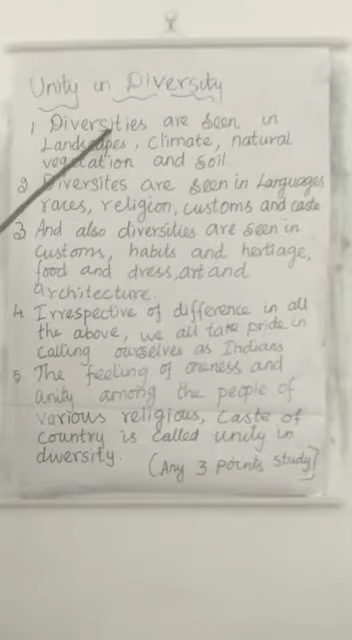 Unity in Diversity
1 Diversities are seen in
Landscapes, climate, natural
vegetation and soil
2 Diversites are seen in Languages
races, religion, customs and caste
3 And also diversities are seen in
customs, habits and hertiage,
food and dress, art and
architecture.
4. Irrespective of difference in all
the above, we all take pride in
calling ourselves as Indians
5. The feeling of oneness and
unity among the people of
various religious, caste of
country is called unity in
diversity.
(Any 3 points study)